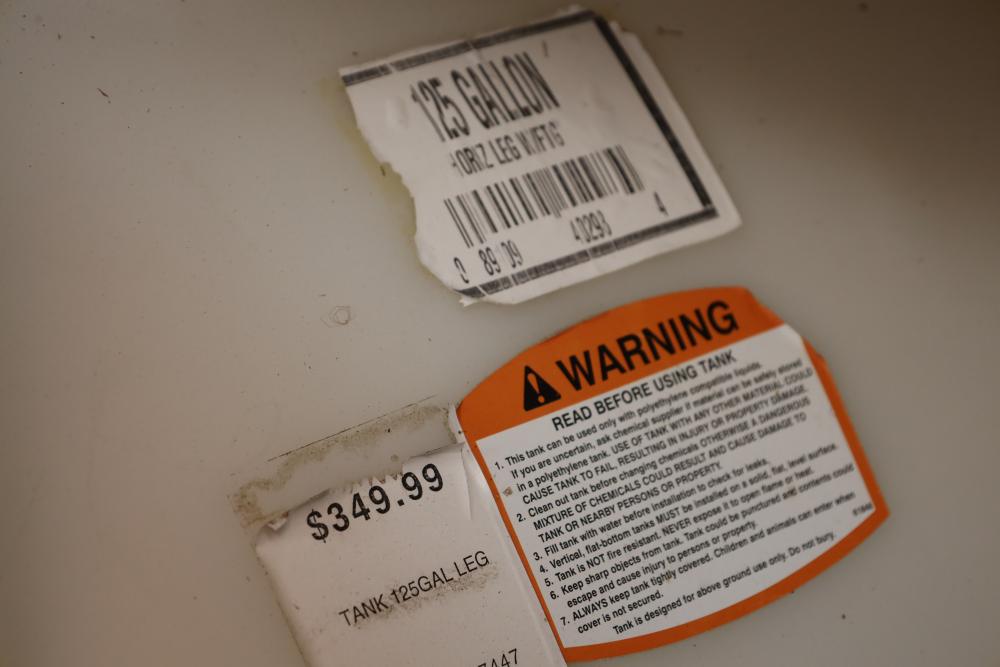 125 GALLON
ORIZ LEG W/FTG
0 89 09 40293 4
WARNING
READ BEFORE USING TANK
1. This tank can be used only with polyethylene compatible liquids.
If you are uncertain, ask chemical supplier if material can be safely stored
in a polyethylene tank. USE OF TANK WITH ANY OTHER MATERIAL COULD
CAUSE TANK TO FAIL, RESULTING IN INJURY OR PROPERTY DAMAGE.
2. Clean out tank before changing chemicals OTHERWISE A DANGEROUS
MIXTURE OF CHEMICALS COULD RESULT AND CAUSE DAMAGE TO
TANK OR NEARBY PERSONS OR PROPERTY.
3. Fill tank with water before installation to check for leaks.
4. Vertical, flat-bottom tanks MUST be installed on a solid, flat, level surface.
5. Tank is NOT fire resistant. NEVER expose it to open flame or heat.
6. Keep sharp objects from tank. Tank could be punctured and contents could
escape and cause injury to persons or property.
7. ALWAYS keep tank tightly covered. Children and animals can enter when
cover is not secured.
Tank is designed for above ground use only. Do not bury.
$349.99
TANK 125GAL LEG
7447